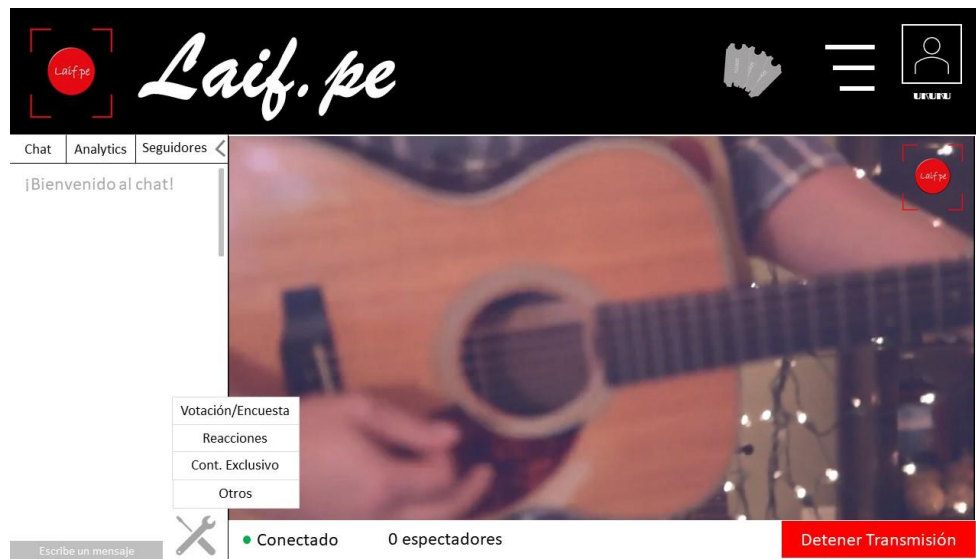 Laif.pe
Laif.pe
UKUKU
Chat
Analytics
Seguidores
¡Bienvenido al chat!
Laif.pe
Votación/Encuesta
Reacciones
Cont. Exclusivo
Otros
Escribe un mensaje
Conectado
0 espectadores
Detener Transmisión